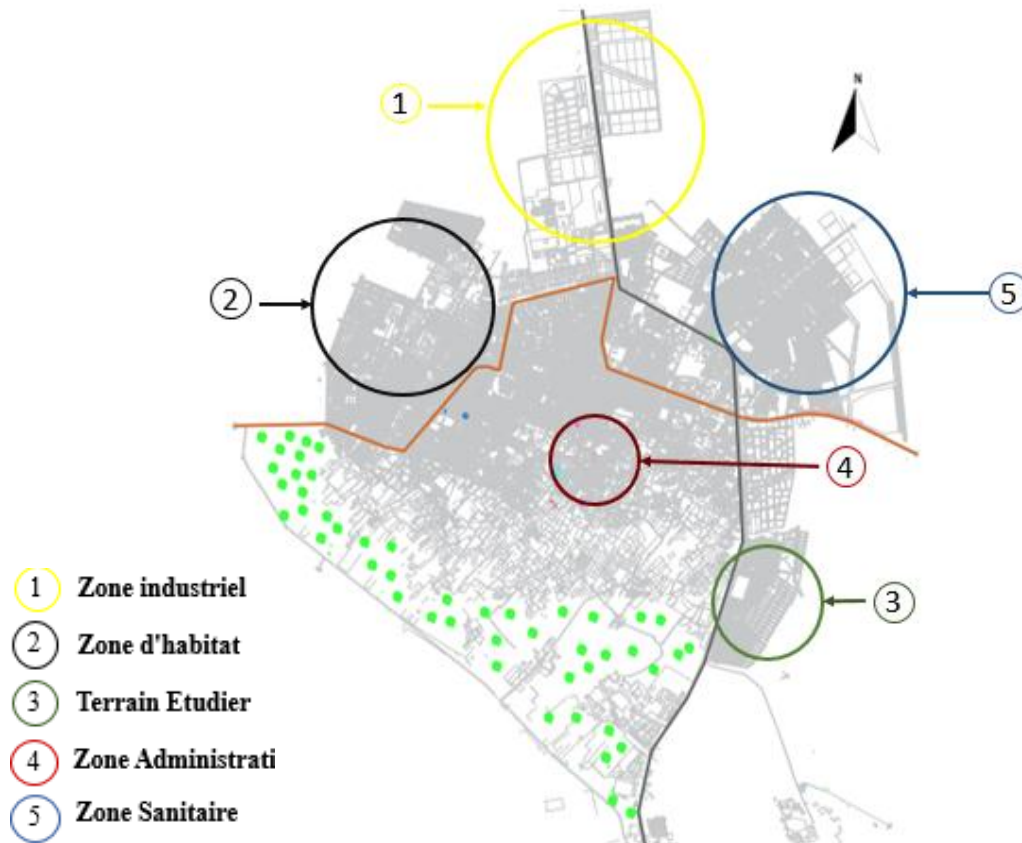 N
1
2
5
4
3
1 Zone industriel
2 Zone d'habitat
3 Terrain Etudier
4 Zone Administrati
5 Zone Sanitaire